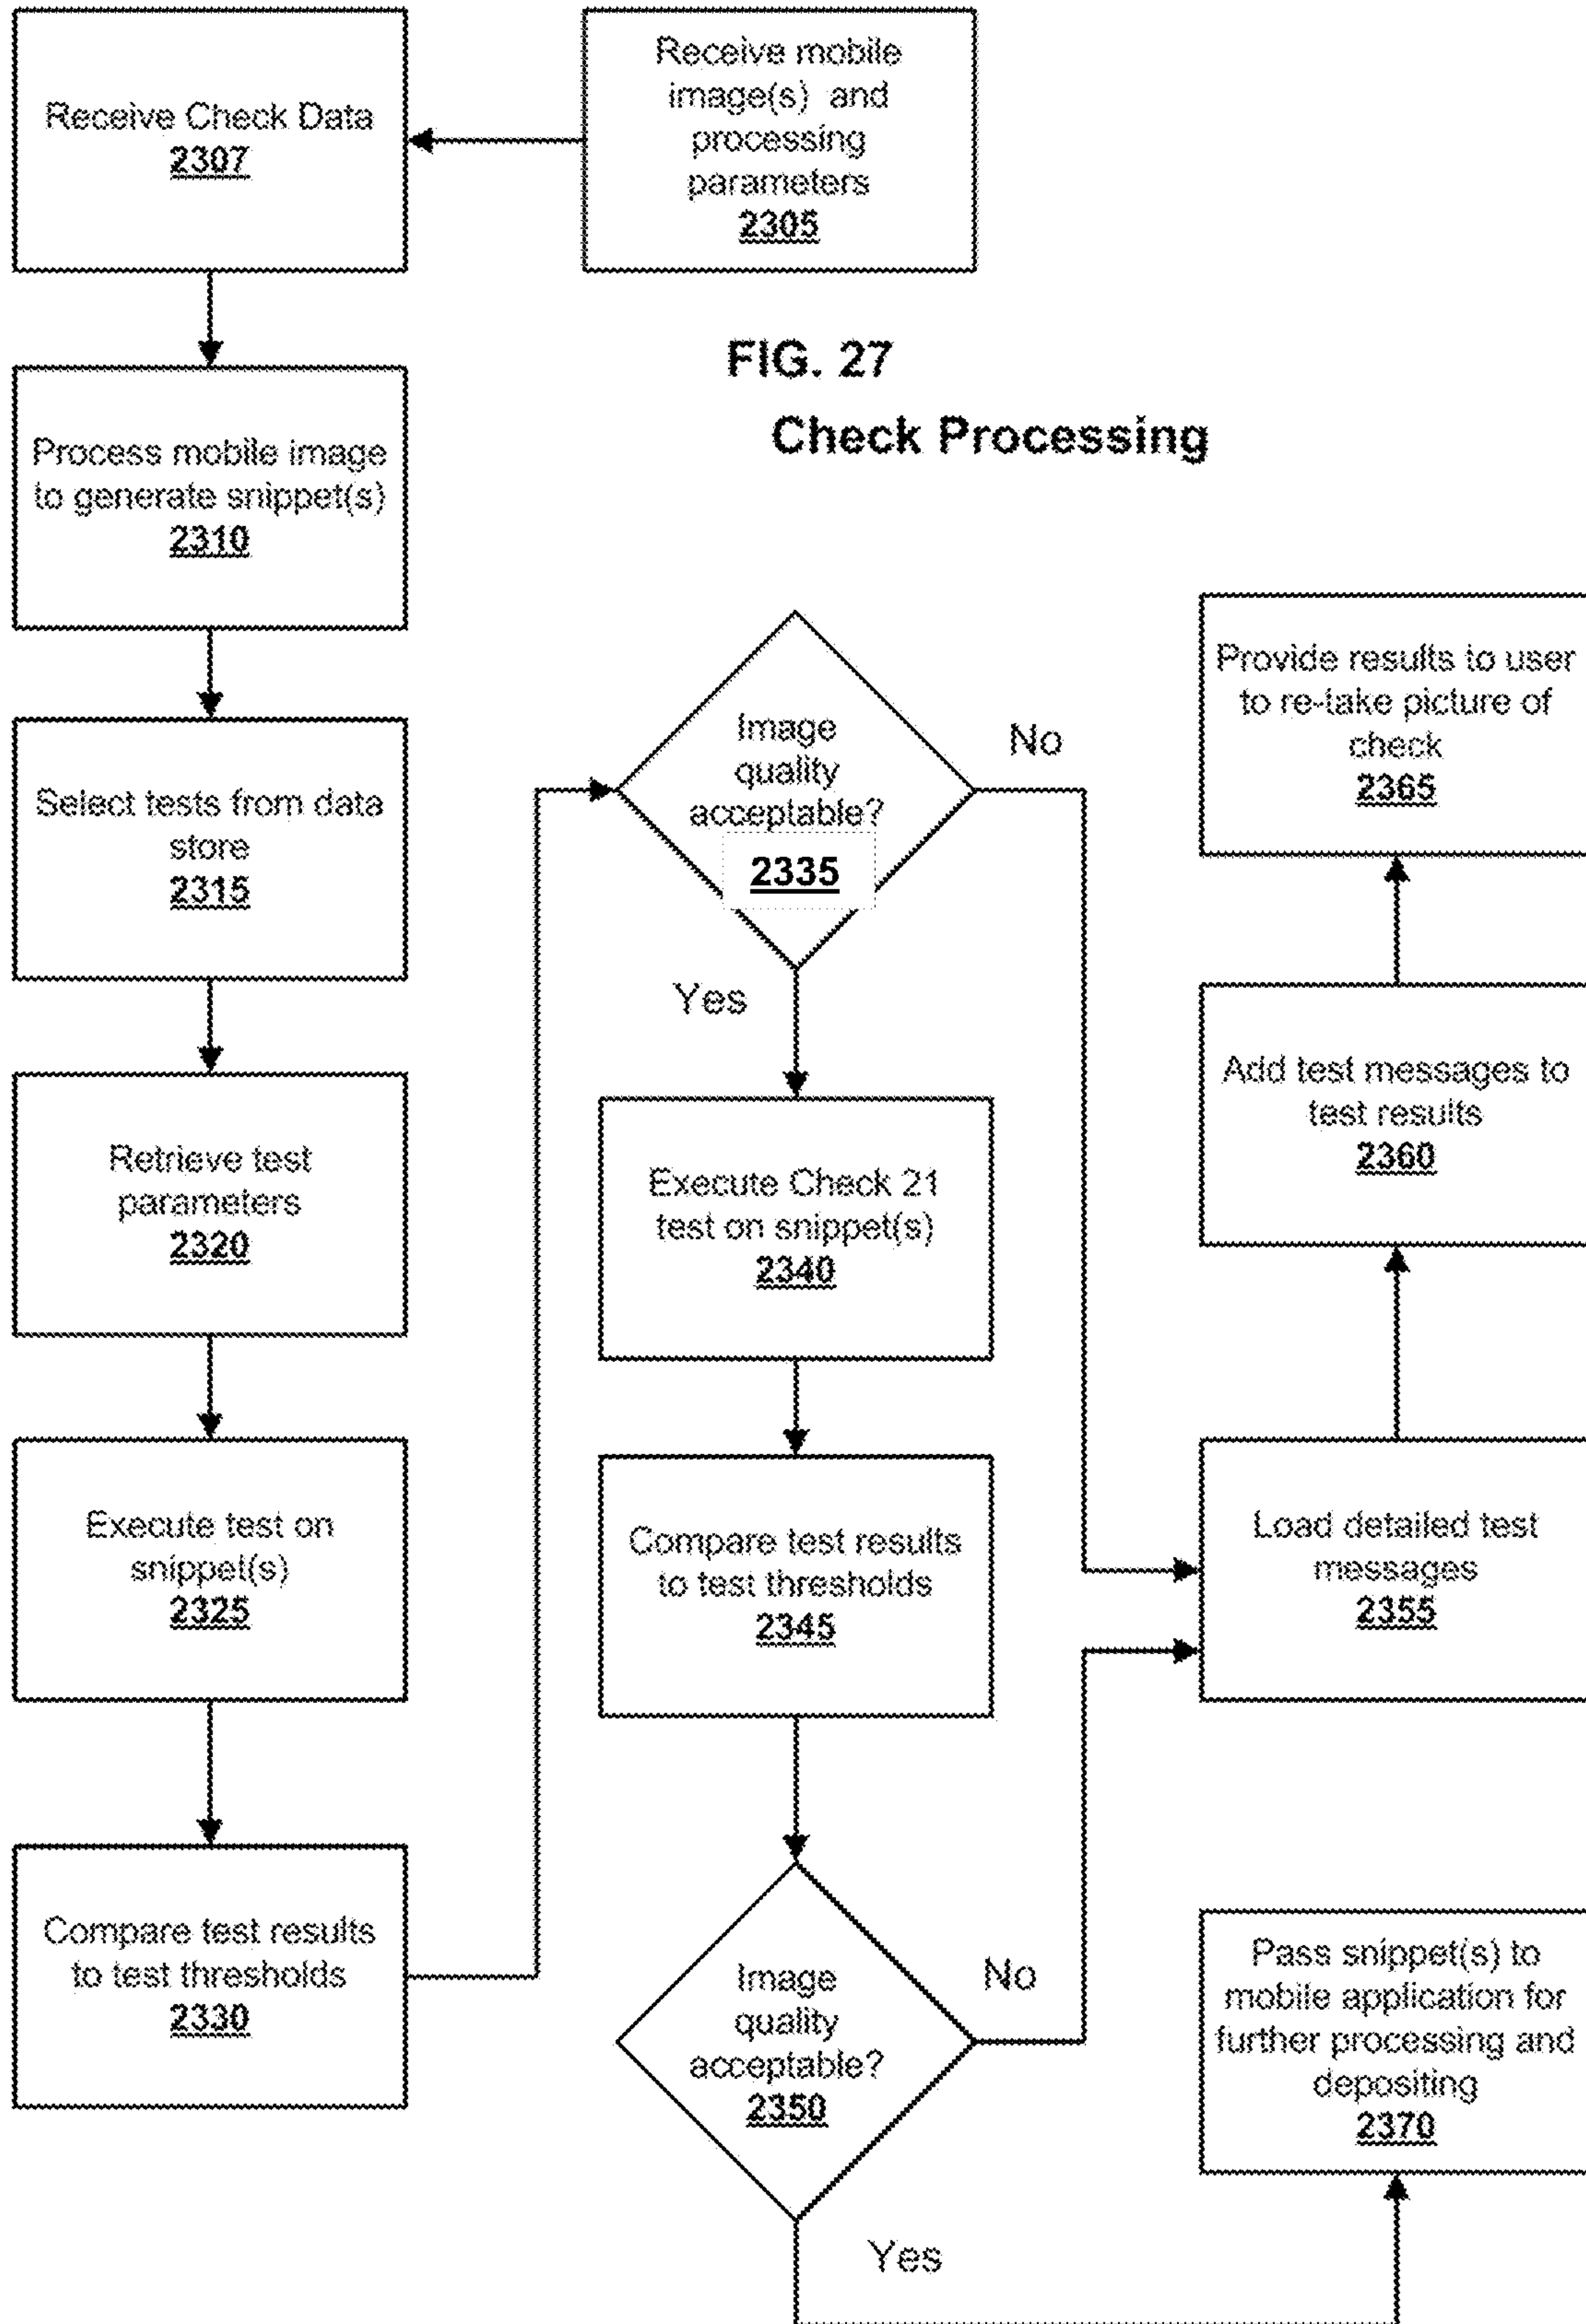 Receive Check Data
2307
Receive mobile
image(s) and
processing
parameters
2305
FIG. 27
Check Processing
Process mobile image
to generate snippet(s)
2310
Select tests from data
store
2315
Retrieve test
parameters
2320
Execute test on
snippet(s)
2325
Compare test results
to test thresholds
2330
Image
quality
acceptable?
2335
No
Yes
Execute Check 21
test on snippet(s)
2340
Compare test results
to test thresholds
2345
Image
quality
acceptable?
2350
No
Yes
Provide results to user
to re-take picture of
check
2365
Add test messages to
test results
2360
Load detailed test
messages
2355
Pass snippet(s) to
mobile application for
further processing and
depositing
2370